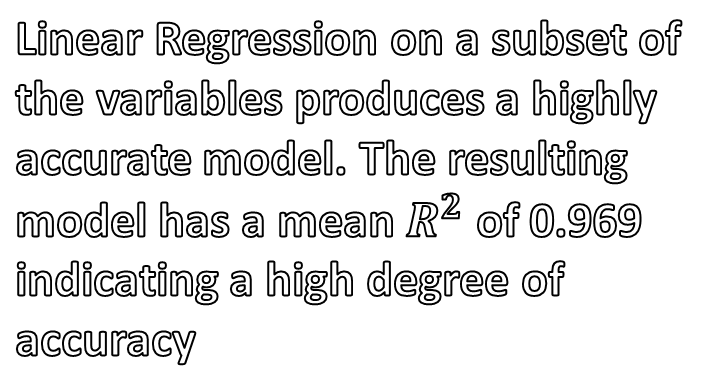 Linear Regression on a subset of
the variables produces a highly
accurate model. The resulting
model has a mean R² of 0.969
indicating a high degree of
accuracy